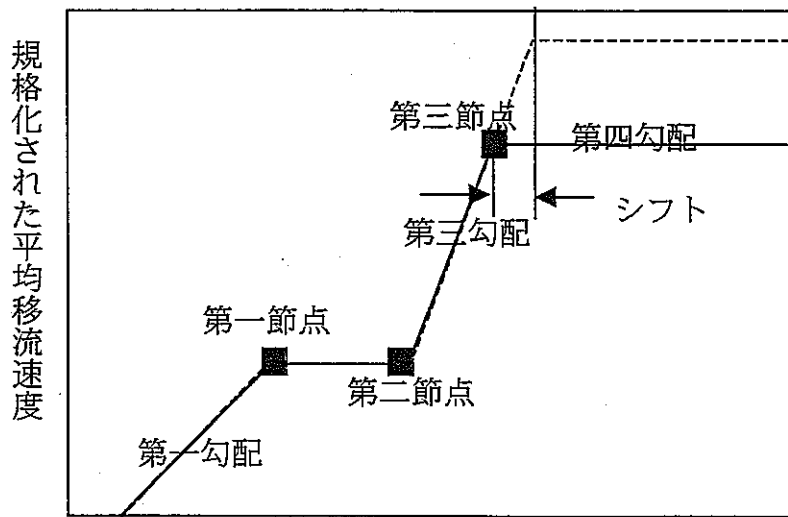 規格化された平均移流速度
第三節点
第四勾配
シフト
第三勾配
第一節点
第二節点
第一勾配